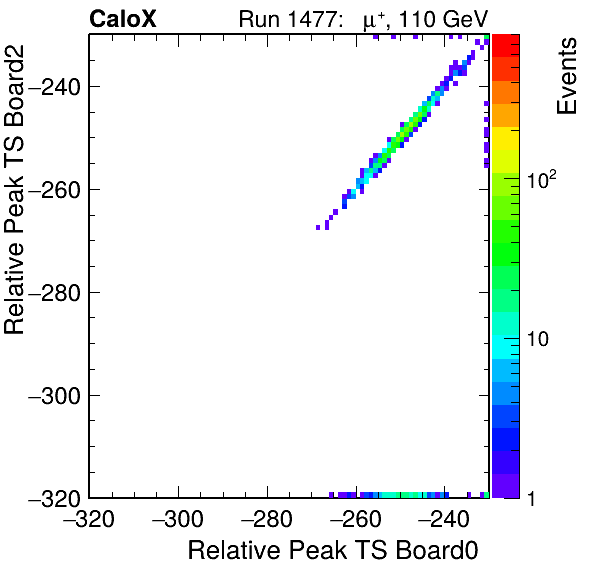 CaloX Run 1477: μ⁺, 110 GeV
Relative Peak TS Board2
−240
−260
−280
−300
−320
−320 −300 −280 −260 −240
Relative Peak TS Board0
Events
10²
10
1